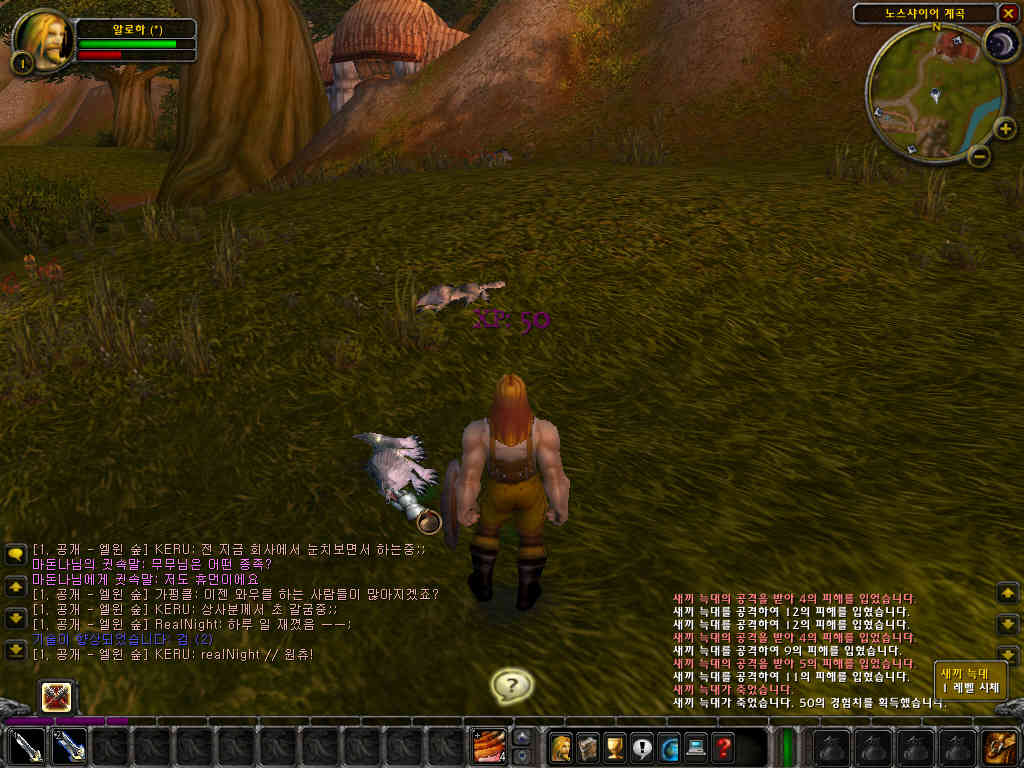 알로하 (*)
1
노스샤이어 계곡
N
XP: 50
[1. 공개 - 엘윈 숲] KERU: 전 지금 회사에서 눈치보면서 하는중;;
마돈나님의 귓속말: 무무님은 어떤 종족?
마돈나님에게 귓속말: 저도 휴먼이에요
[1. 공개 - 엘윈 숲] 가펑클: 이젠 와우를 하는 사람들이 많아지겠죠?
[1. 공개 - 엘윈 숲] KERU: 상사분께서 초 갈굼중;;
[1. 공개 - 엘윈 숲] RealNight: 하루 일 재꼈음 ㅡㅡ;
기술이 향상되었습니다: 검 (2)
[1. 공개 - 엘윈 숲] KERU: realNight // 원츄!
새끼 늑대의 공격을 받아 4의 피해를 입었습니다.
새끼 늑대를 공격하여 12의 피해를 입혔습니다.
새끼 늑대를 공격하여 12의 피해를 입혔습니다.
새끼 늑대의 공격을 받아 4의 피해를 입었습니다.
새끼 늑대를 공격하여 9의 피해를 입혔습니다.
새끼 늑대의 공격을 받아 5의 피해를 입었습니다.
새끼 늑대를 공격하여 11의 피해를 입혔습니다.
새끼 늑대가 죽었습니다.
새끼 늑대가 죽었습니다. 50의 경험치를 획득했습니다.
새끼 늑대
1 레벨 시체
4